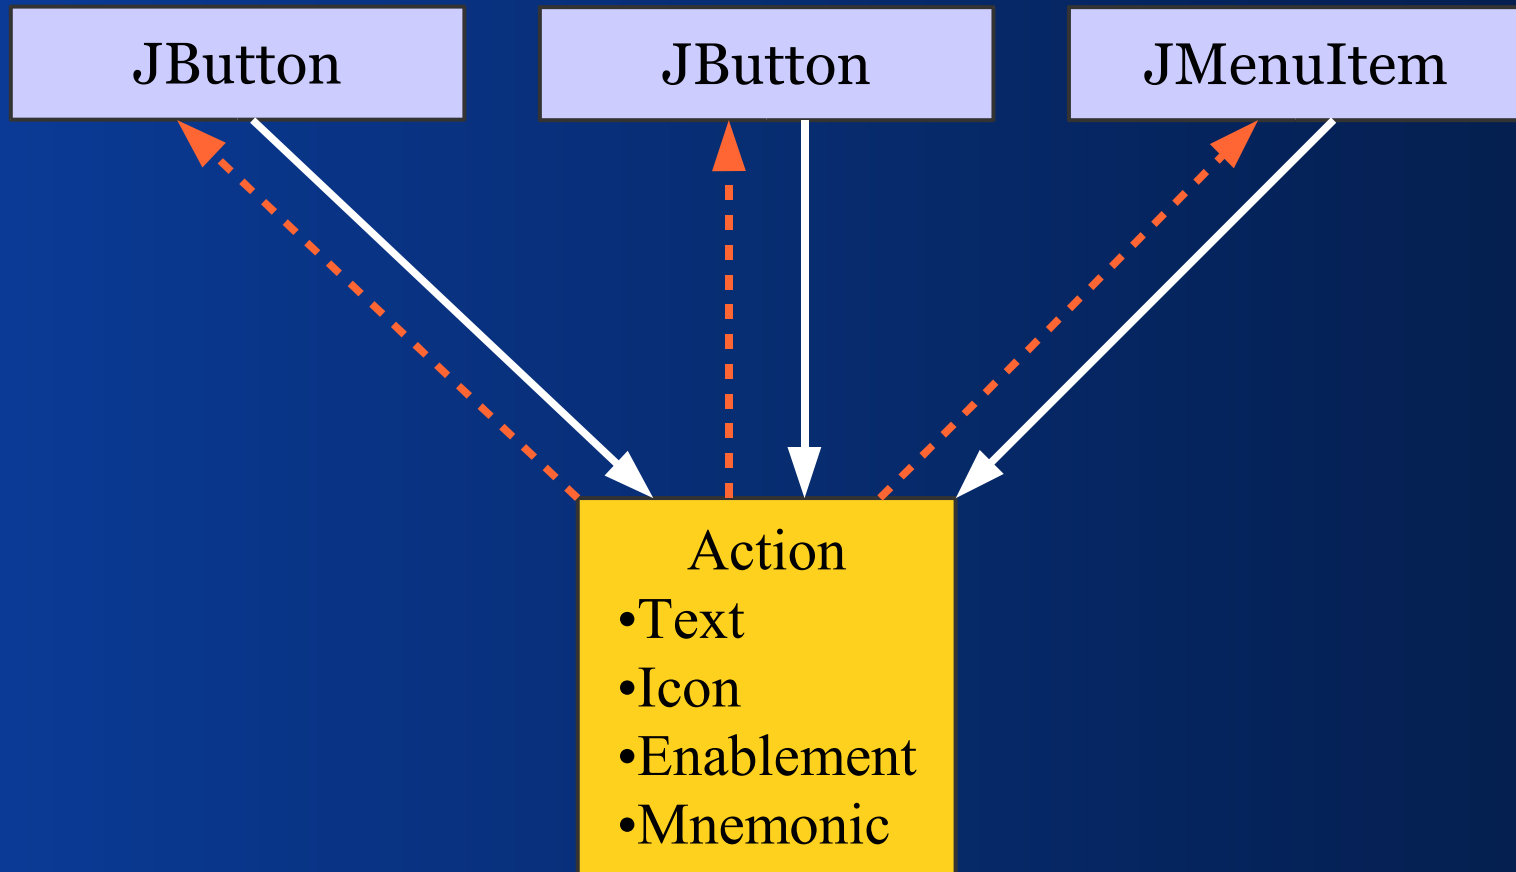 JButton
JButton
JMenuItem
Action
•Text
•Icon
•Enablement
•Mnemonic